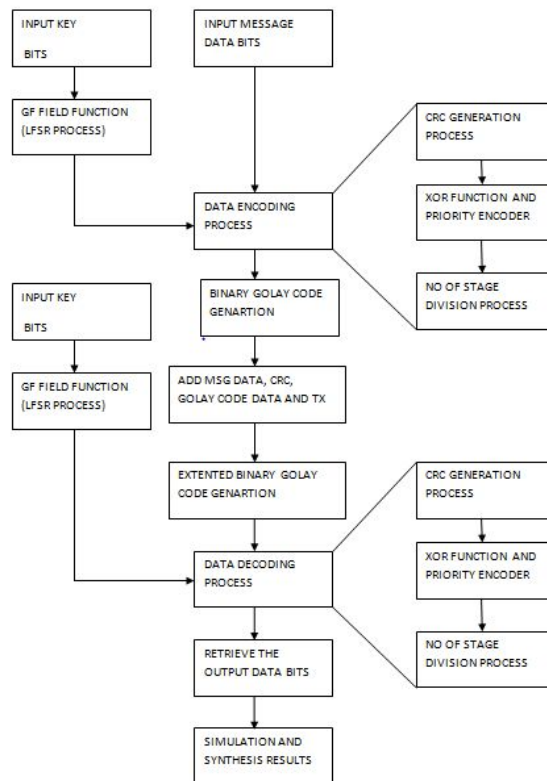 INPUT KEY
BITS
INPUT MESSAGE
DATA BITS
GF FIELD FUNCTION
(LFSR PROCESS)
CRC GENERATION
PROCESS
DATA ENCODING
PROCESS
XOR FUNCTION AND
PRIORITY ENCODER
NO OF STAGE
DIVISION PROCESS
BINARY GOLAY CODE
GENARTION
INPUT KEY
BITS
GF FIELD FUNCTION
(LFSR PROCESS)
ADD MSG DATA, CRC,
GOLAY CODE DATA AND TX
EXTENTED BINARY GOLAY
CODE GENARTION
CRC GENERATION
PROCESS
DATA DECODING
PROCESS
XOR FUNCTION AND
PRIORITY ENCODER
NO OF STAGE
DIVISION PROCESS
RETRIEVE THE
OUTPUT DATA BITS
SIMULATION AND
SYNTHESIS RESULTS